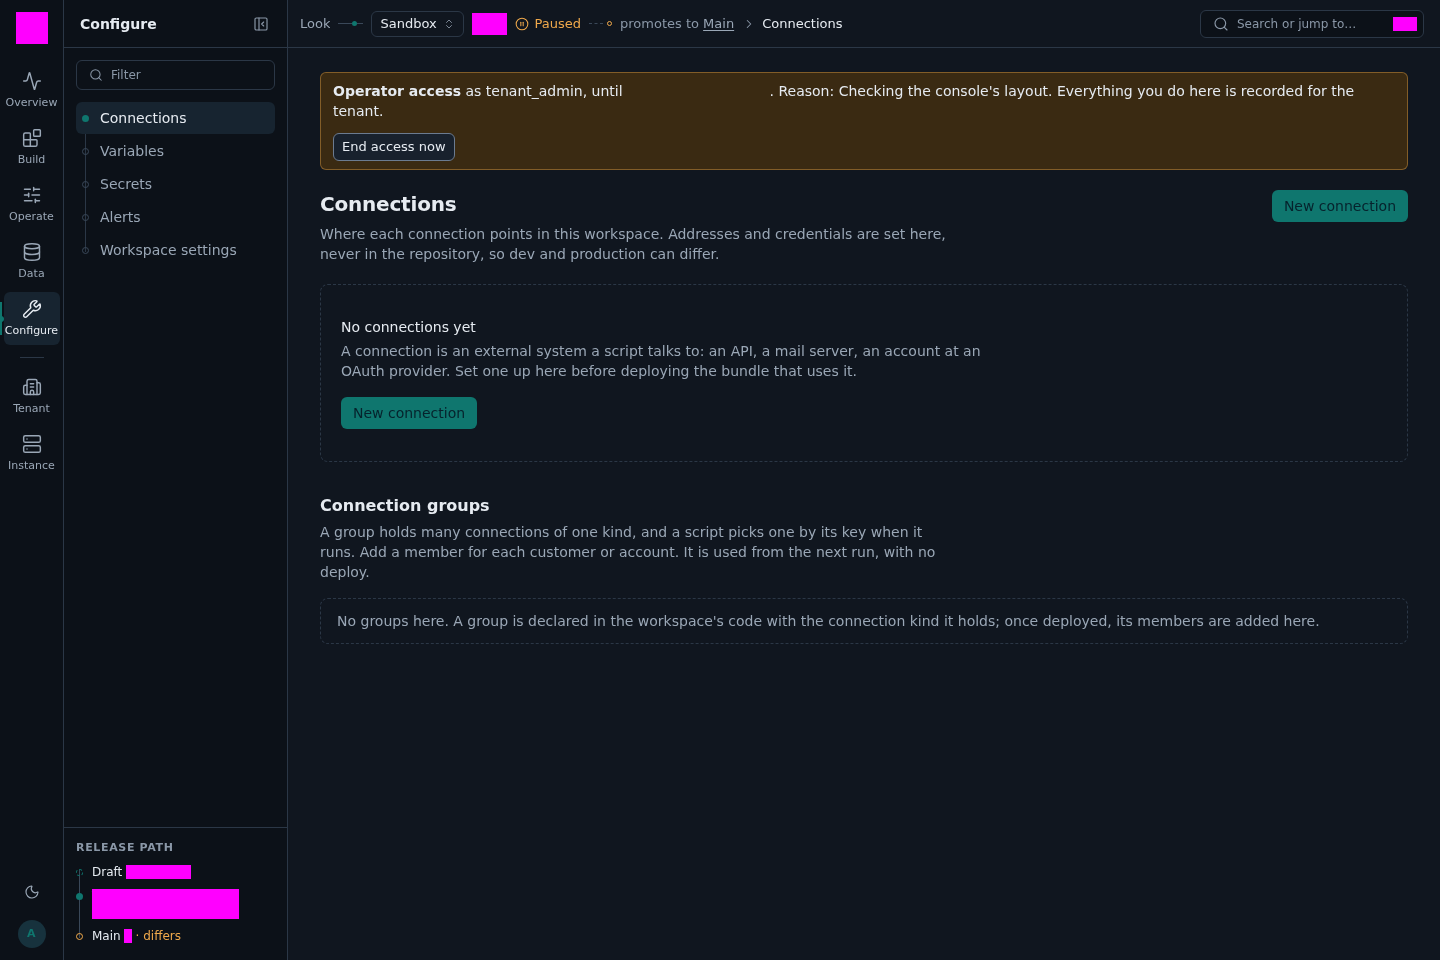 Configure
Look
Sandbox
Paused
promotes to Main
Connections
Search or jump to...
Overview
Build
Operate
Data
Configure
Tenant
Instance
A
Filter
Connections
Variables
Secrets
Alerts
Workspace settings
RELEASE PATH
Draft
Main · differs
Operator access as tenant_admin, until . Reason: Checking the console's layout. Everything you do here is recorded for the
tenant.
End access now
Connections
New connection
Where each connection points in this workspace. Addresses and credentials are set here,
never in the repository, so dev and production can differ.
No connections yet
A connection is an external system a script talks to: an API, a mail server, an account at an
OAuth provider. Set one up here before deploying the bundle that uses it.
New connection
Connection groups
A group holds many connections of one kind, and a script picks one by its key when it
runs. Add a member for each customer or account. It is used from the next run, with no
deploy.
No groups here. A group is declared in the workspace's code with the connection kind it holds; once deployed, its members are added here.